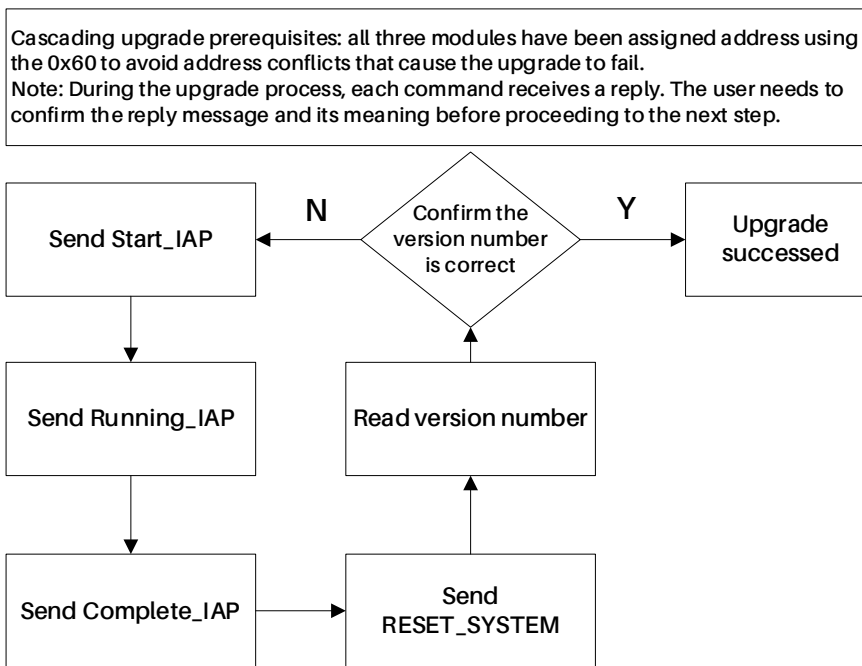 Cascading upgrade prerequisites: all three modules have been assigned address using
the 0x60 to avoid address conflicts that cause the upgrade to fail.
Note: During the upgrade process, each command receives a reply. The user needs to
confirm the reply message and its meaning before proceeding to the next step.
Send Start_IAP
N
Confirm the
version number
is correct
Y
Upgrade
successed
Send Running_IAP
Read version number
Send Complete_IAP
Send
RESET_SYSTEM